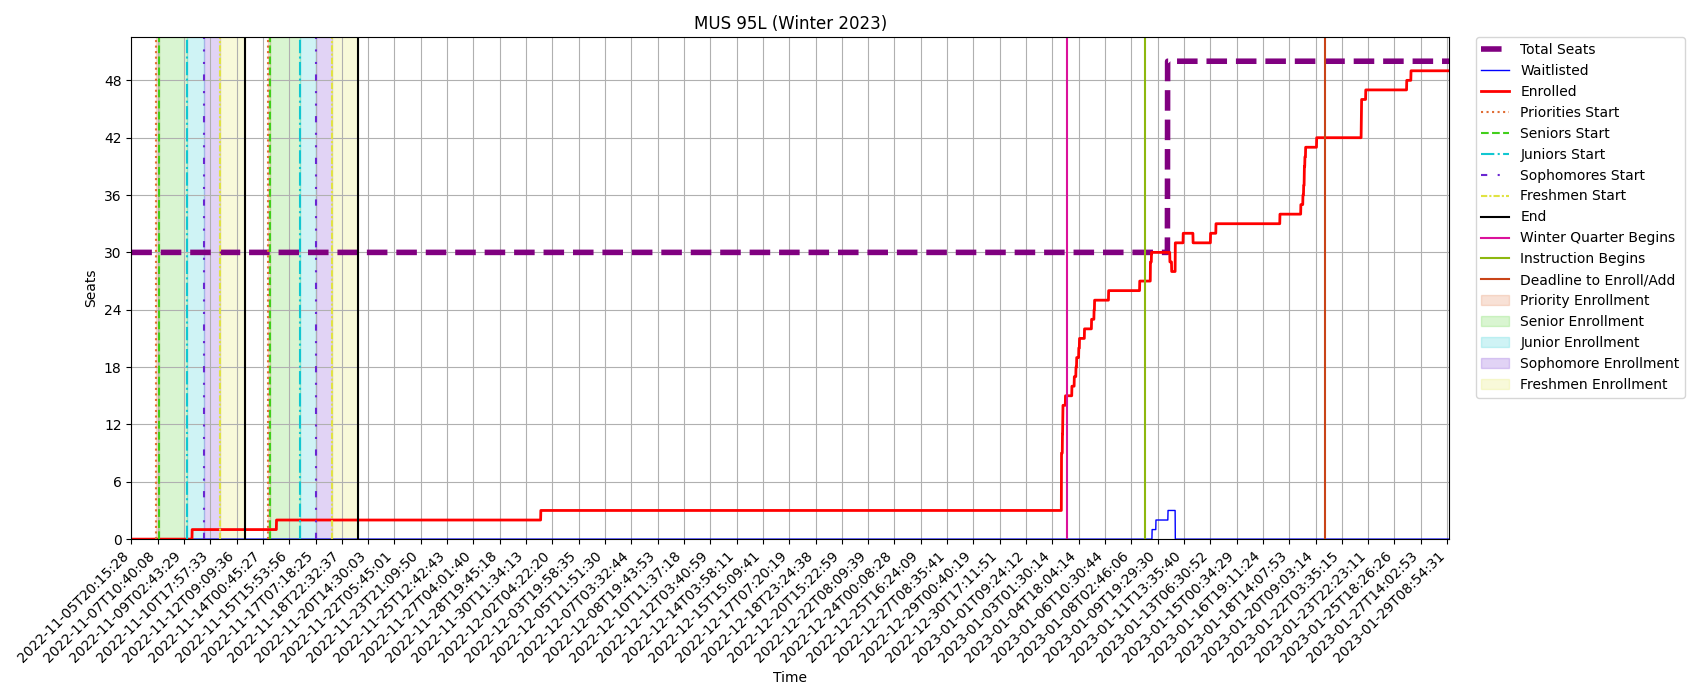 MUS 95L (Winter 2023)
Seats
48
42
36
30
24
18
12
6
0
2022-11-05T20:15:28
2022-11-07T10:40:08
2022-11-09T02:43:29
2022-11-10T17:57:33
2022-11-12T09:09:36
2022-11-14T00:45:27
2022-11-15T15:53:56
2022-11-17T07:18:25
2022-11-18T22:32:37
2022-11-20T14:30:03
2022-11-22T05:45:01
2022-11-23T21:09:50
2022-11-25T12:42:43
2022-11-27T04:01:40
2022-11-28T19:45:18
2022-11-30T11:34:13
2022-12-02T04:22:20
2022-12-03T19:58:35
2022-12-05T11:51:30
2022-12-07T03:32:44
2022-12-08T19:43:53
2022-12-10T11:37:18
2022-12-12T03:40:59
2022-12-14T03:58:11
2022-12-15T15:09:41
2022-12-17T07:20:19
2022-12-18T23:24:38
2022-12-20T15:22:59
2022-12-22T08:09:39
2022-12-24T00:08:28
2022-12-25T16:24:09
2022-12-27T08:35:41
2022-12-29T00:40:19
2022-12-30T17:11:51
2023-01-01T09:24:12
2023-01-03T01:30:14
2023-01-04T18:04:14
2023-01-06T10:30:44
2023-01-08T02:46:06
2023-01-09T19:29:30
2023-01-11T11:35:40
2023-01-13T06:30:52
2023-01-15T00:34:29
2023-01-16T19:11:24
2023-01-18T14:07:53
2023-01-20T09:03:14
2023-01-22T03:35:15
2023-01-23T22:23:11
2023-01-25T18:26:26
2023-01-27T14:02:53
2023-01-29T08:54:31
Time
Total Seats
Waitlisted
Enrolled
Priorities Start
Seniors Start
Juniors Start
Sophomores Start
Freshmen Start
End
Winter Quarter Begins
Instruction Begins
Deadline to Enroll/Add
Priority Enrollment
Senior Enrollment
Junior Enrollment
Sophomore Enrollment
Freshmen Enrollment